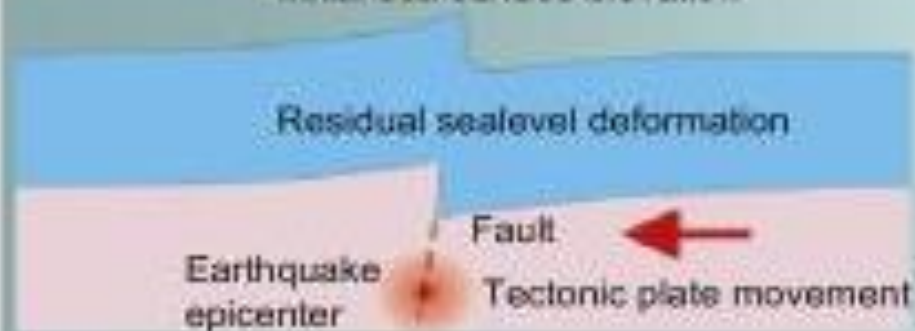 Residual sealevel deformation
Fault
Earthquake
epicenter
Tectonic plate movement